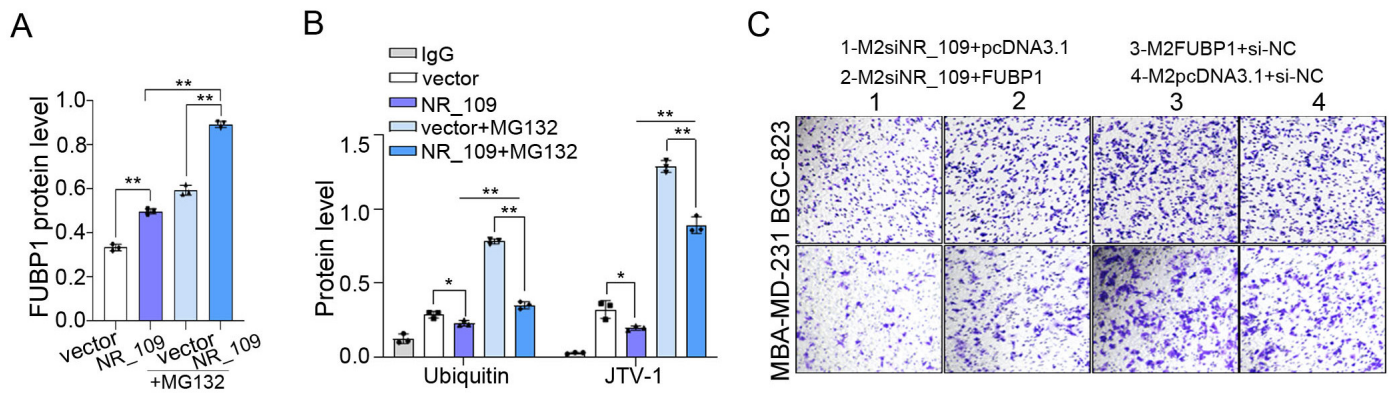 A
FUBP1 protein level
1.0
0.8
0.6
0.4
0.2
0.0
**
**
**
vector
NR_109
vector
NR_109
+MG132
B
IgG
vector
NR_109
vector+MG132
NR_109+MG132
Protein level
1.5
1.0
0.5
0.0
*
**
**
*
**
**
Ubiquitin
JTV-1
C
1-M2siNR_109+pcDNA3.1
3-M2FUBP1+si-NC
2-M2siNR_109+FUBP1
4-M2pcDNA3.1+si-NC
1 2 3 4
MBA-MD-231 BGC-823